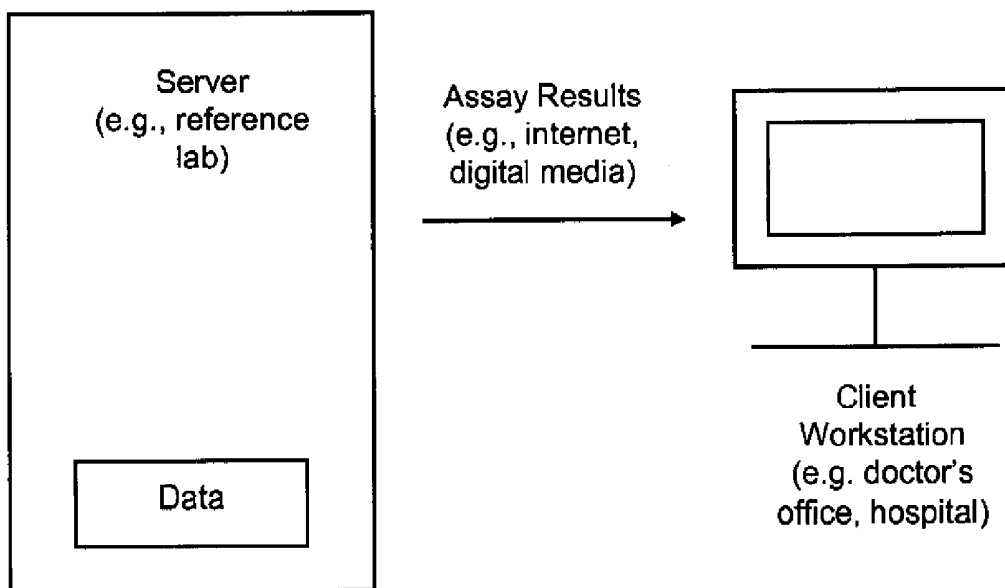 Server
(e.g., reference
lab)
Data
Assay Results
(e.g., internet,
digital media)
Client
Workstation
(e.g. doctor's
office, hospital)